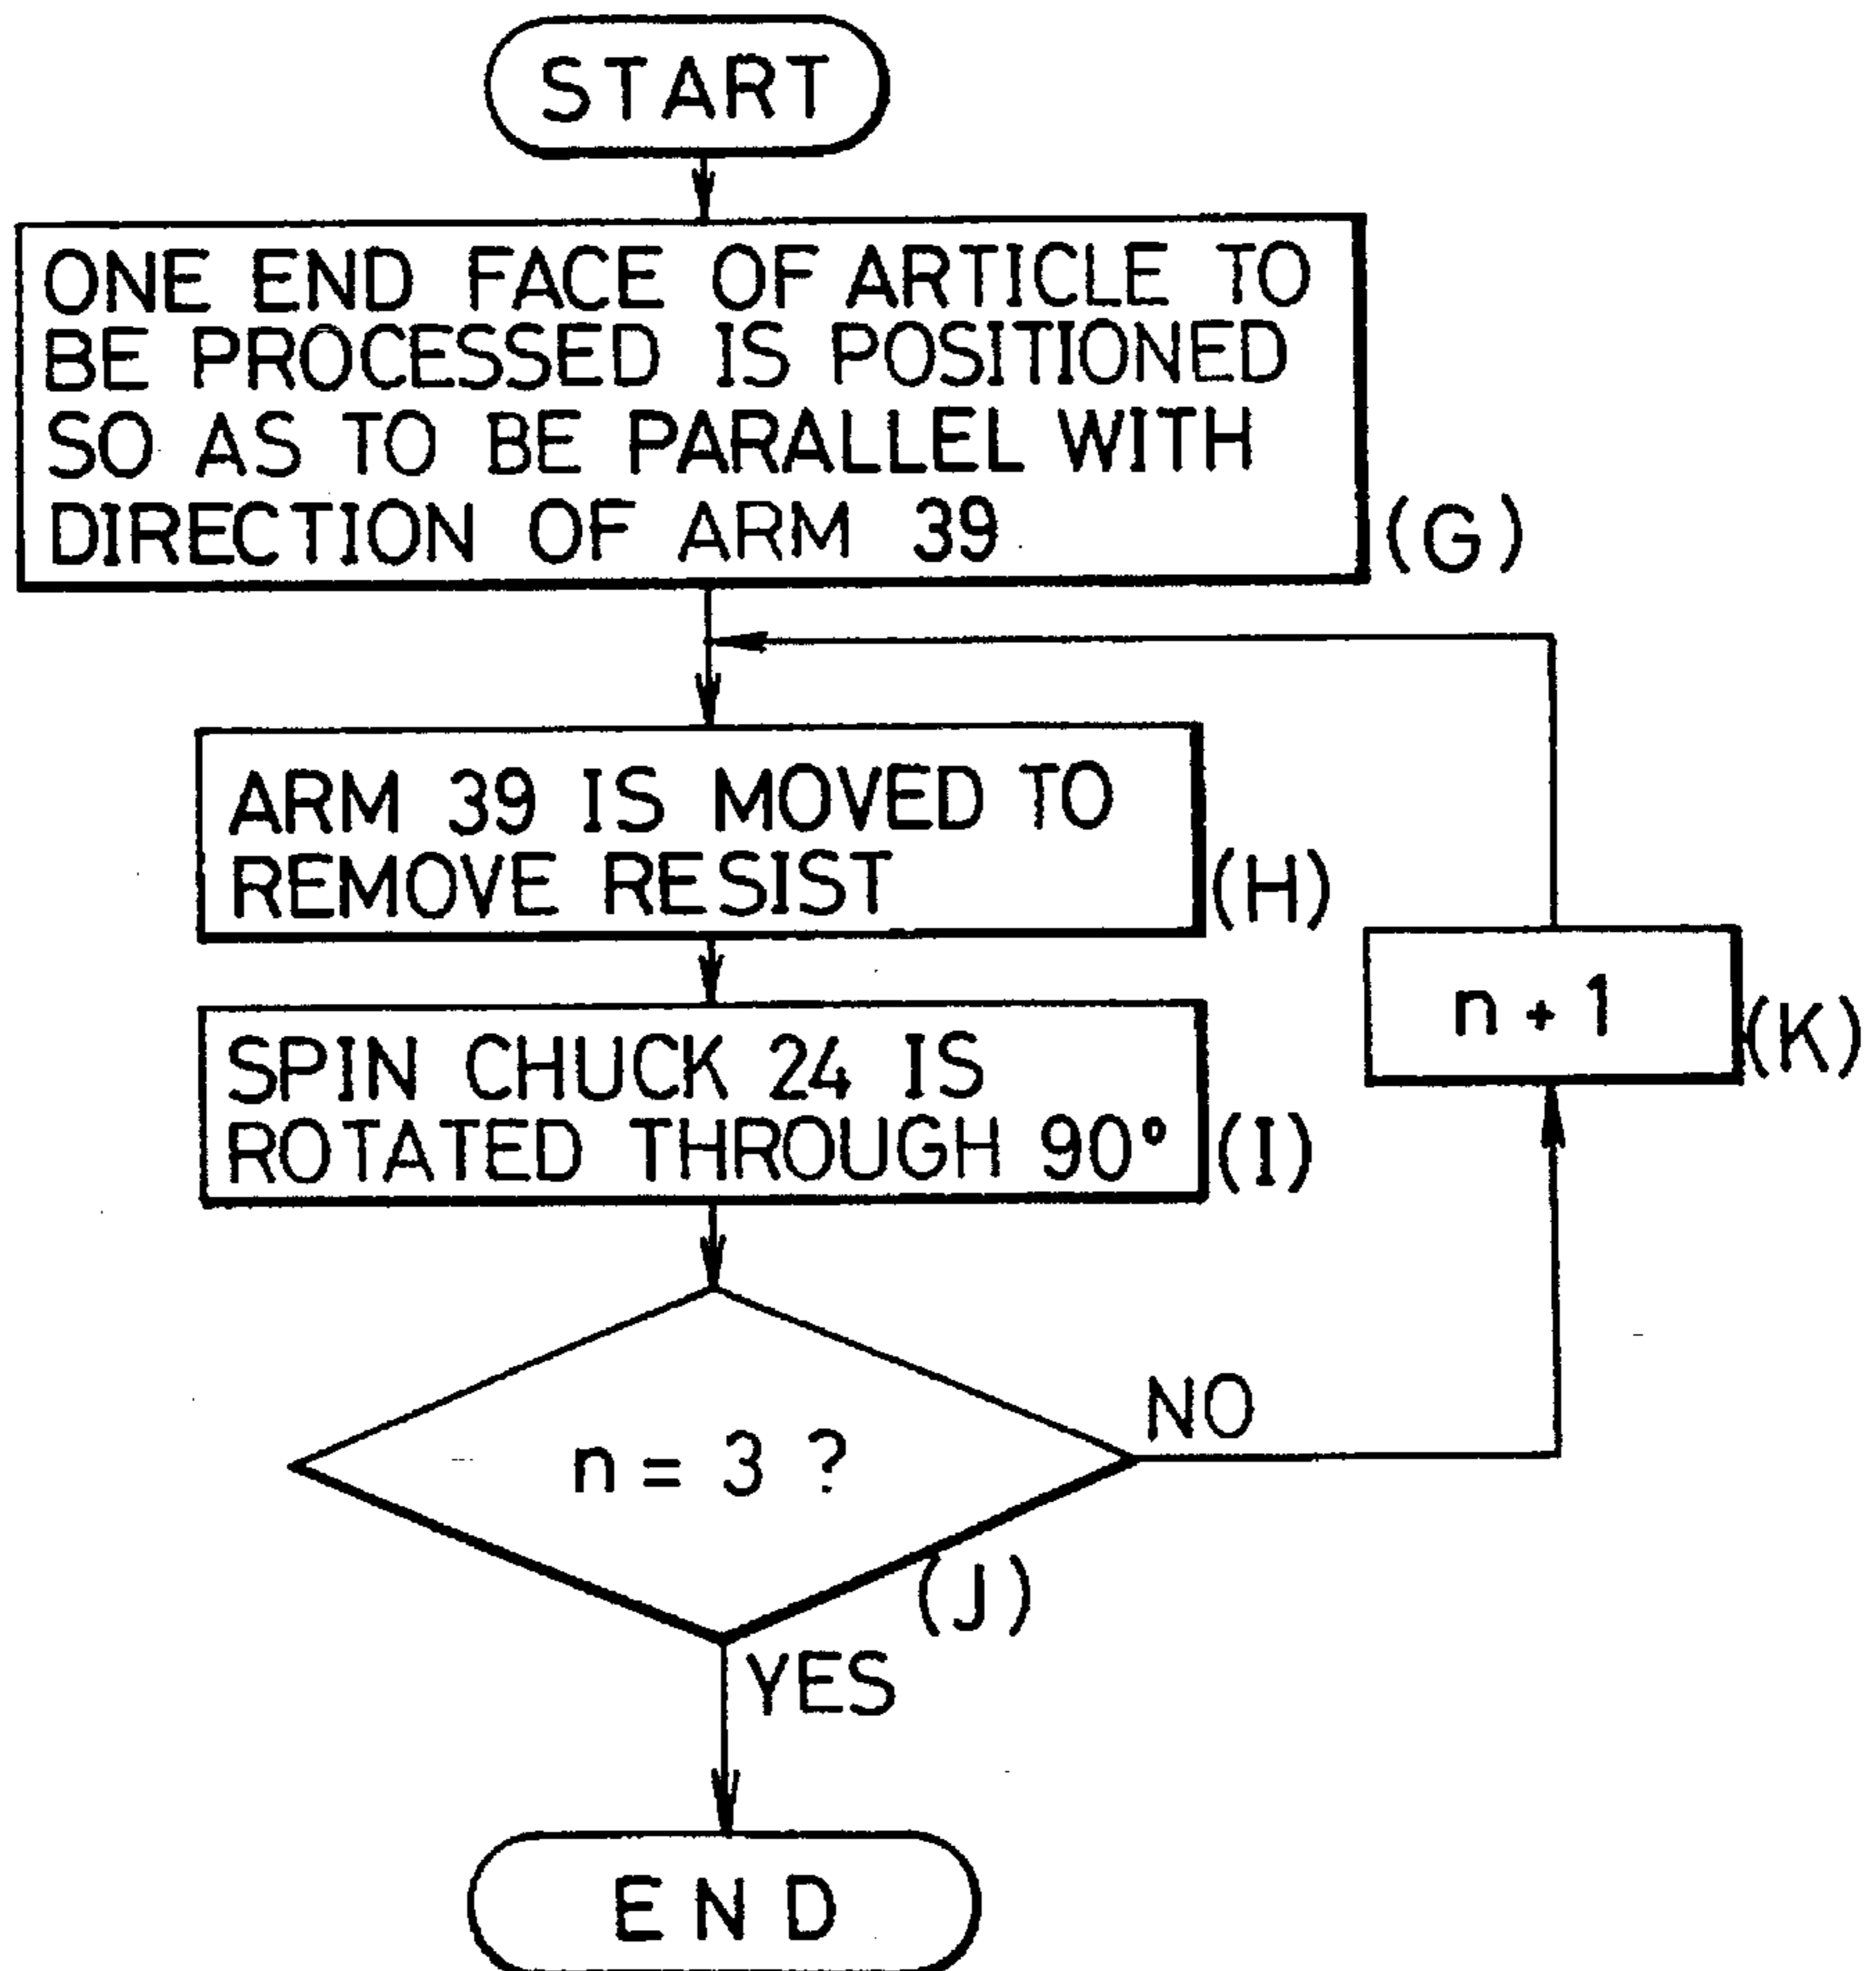 START
ONE END FACE OF ARTICLE TO
BE PROCESSED IS POSITIONED
SO AS TO BE PARALLEL WITH
DIRECTION OF ARM 39
(G)
ARM 39 IS MOVED TO
REMOVE RESIST
(H)
SPIN CHUCK 24 IS
ROTATED THROUGH 90°
(I)
n + 1
(K)
n = 3 ?
NO
(J)
YES
END